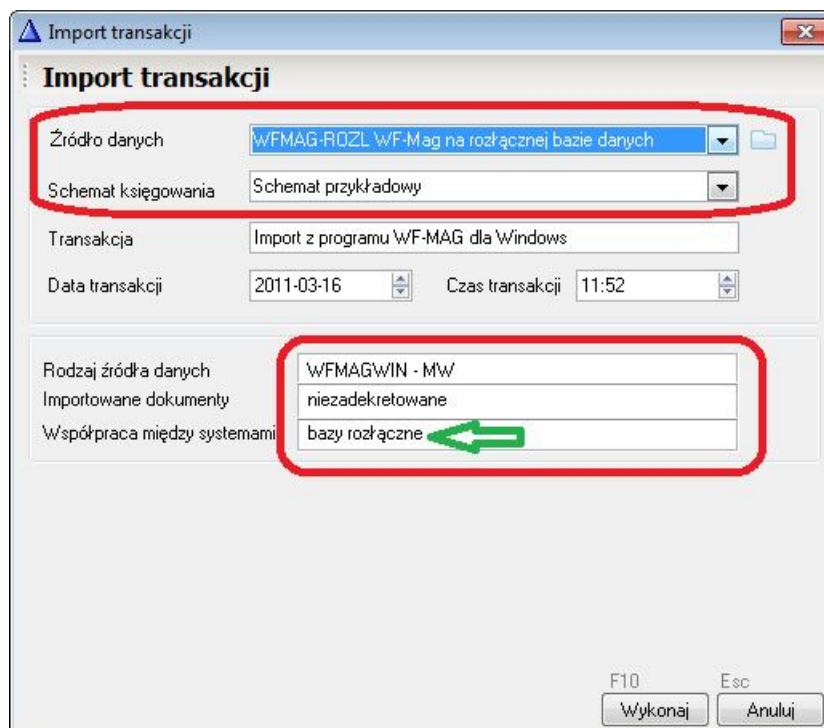 Import transakcji
Import transakcji
Źródło danych WFMAG-ROZL WF-Mag na rozłącznej bazie danych
Schemat księgowania Schemat przykładowy
Transakcja Import z programu WF-MAG dla Windows
Data transakcji 2011-03-16 Czas transakcji 11:52
Rodzaj źródła danych WFMAGWIN - MW
Importowane dokumenty niezadekretowane
Współpraca między systemami bazy rozłączne
F10 Esc
Wykonaj Anuluj